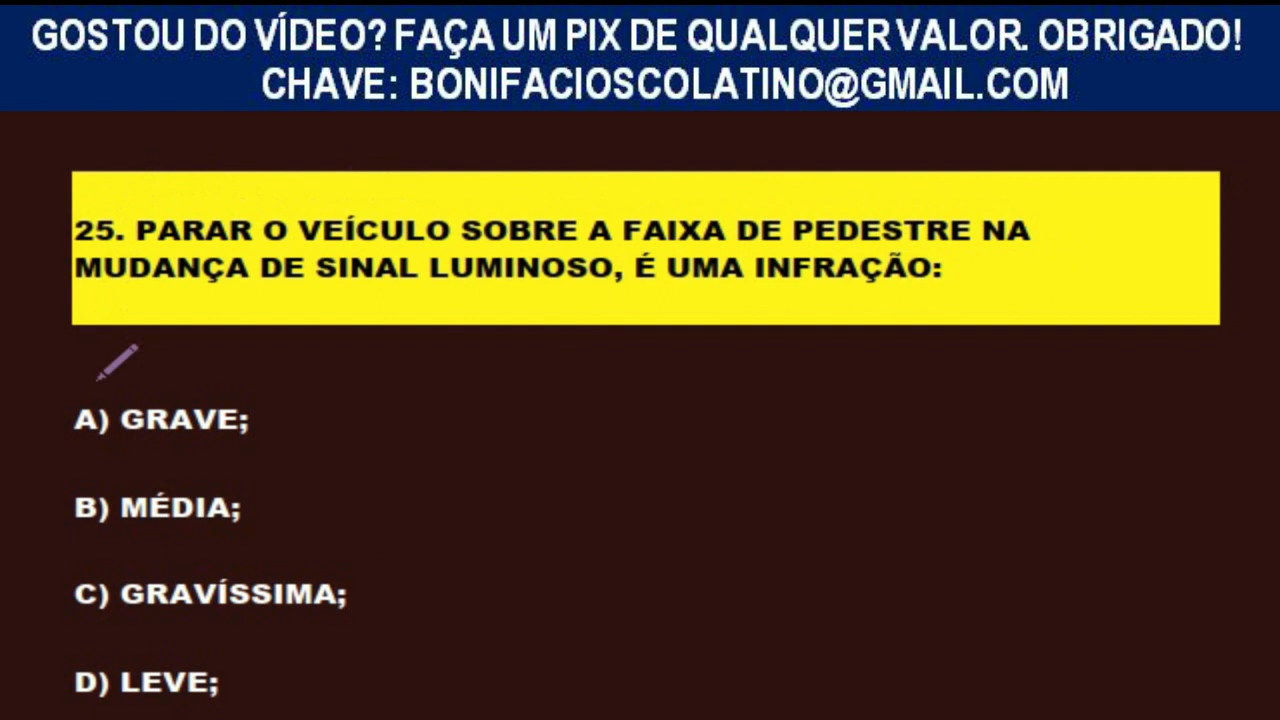 GOSTOU DO VÍDEO? FAÇA UM PIX DE QUALQUER VALOR. OBRIGADO!
CHAVE: BONIFACIOSCOLATINO@GMAIL.COM
25. PARAR O VEÍCULO SOBRE A FAIXA DE PEDESTRE NA
MUDANÇA DE SINAL LUMINOSO, É UMA INFRAÇÃO:
A) GRAVE;
B) MÉDIA;
C) GRAVÍSSIMA;
D) LEVE;